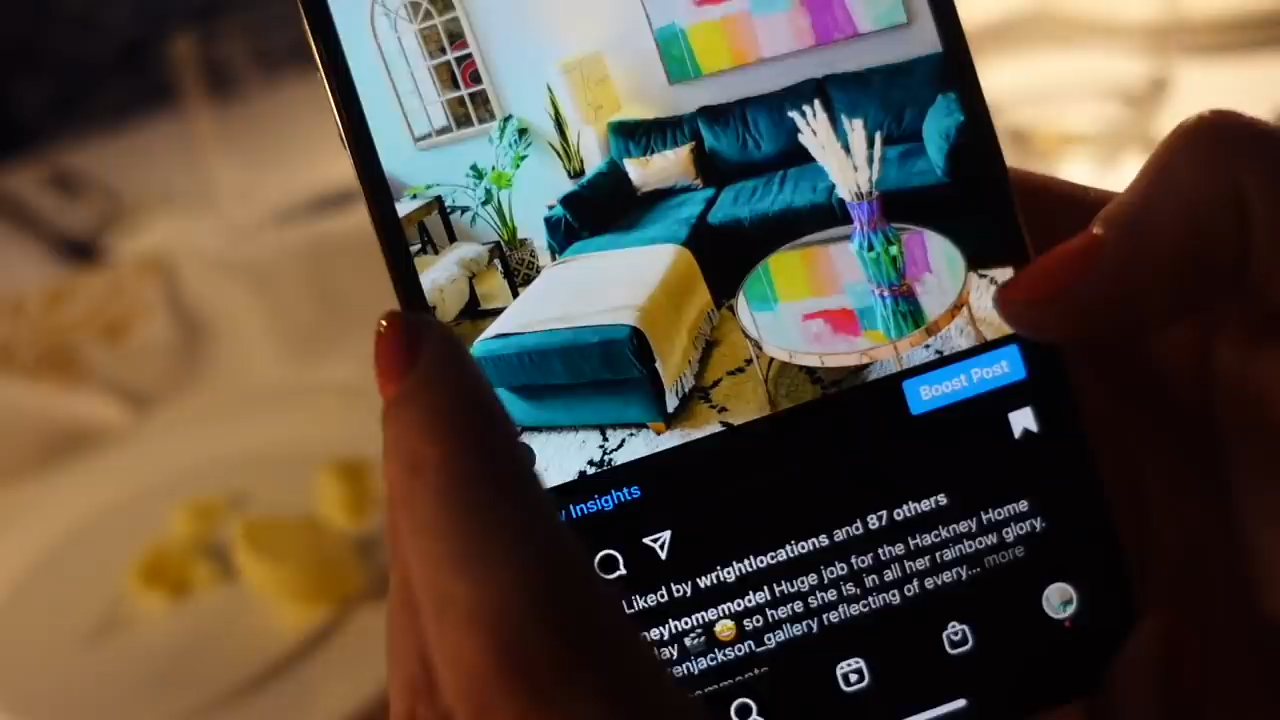 Boost Post
Insights
Liked by wrightlocations and 87 others
neyhomemodel Huge job for the Hackney Home
so here she is, in all her rainbow glory.
enjackson_gallery reflecting of every... more